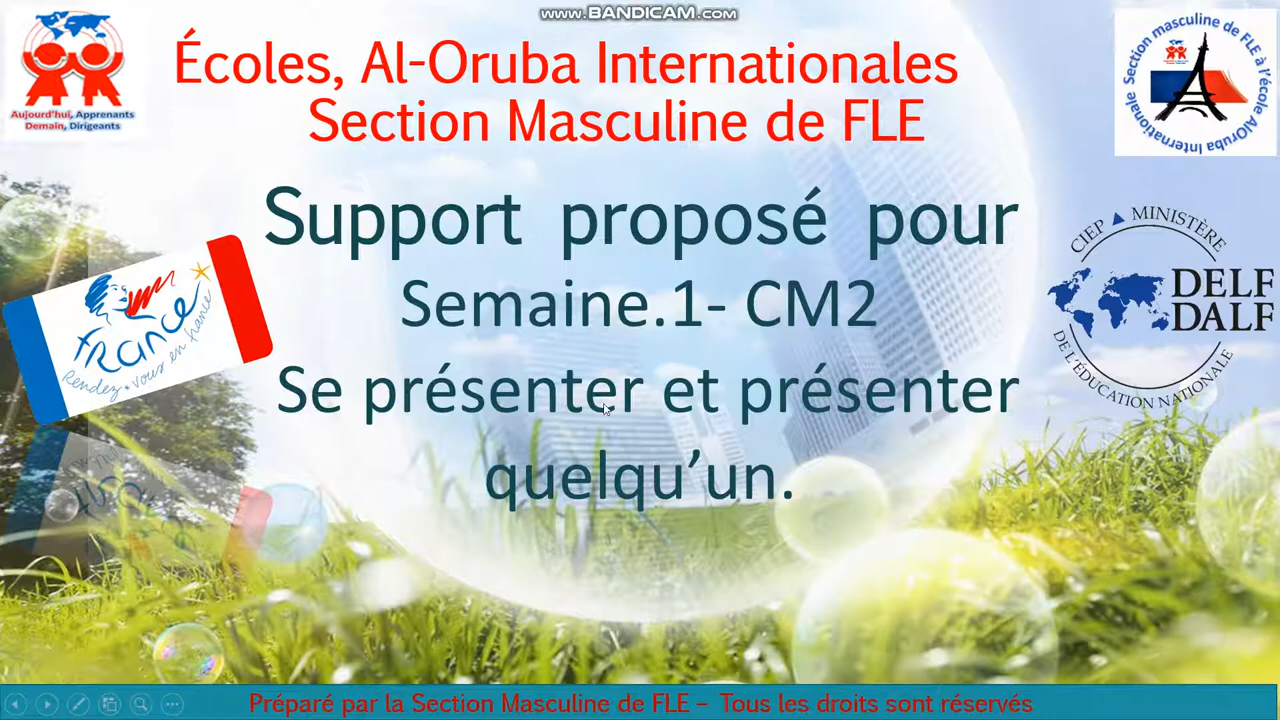 www.BANDICAM.com
Écoles, Al-Oruba Internationales
Section Masculine de FLE
Aujourd'hui, Apprenants
Demain, Dirigeants
Section masculine de FLE à l'école AlOruba Internationale
Support proposé pour
Semaine.1- CM2
Se présenter et présenter
quelqu'un.
France
Rendez-vous en France
CIEP MINISTÈRE
DELF
DALF
DE L'ÉDUCATION NATIONALE
Préparé par la Section Masculine de FLE – Tous les droits sont réservés